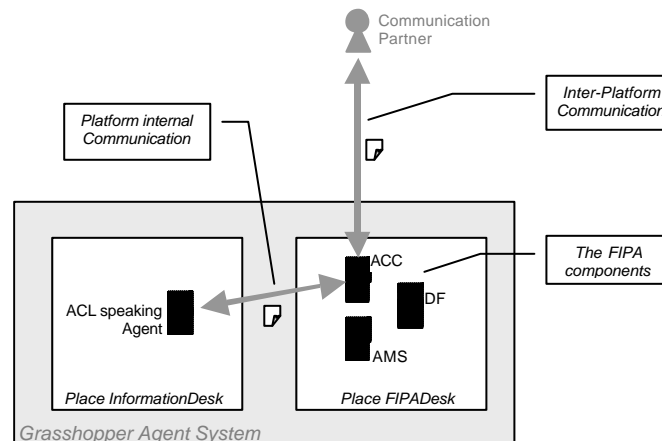 Communication
Partner
Platform internal
Communication
Inter-Platform
Communication
ACC
The FIPA
components
DF
ACL speaking
Agent
AMS
Place InformationDesk
Place FIPADesk
Grasshopper Agent System